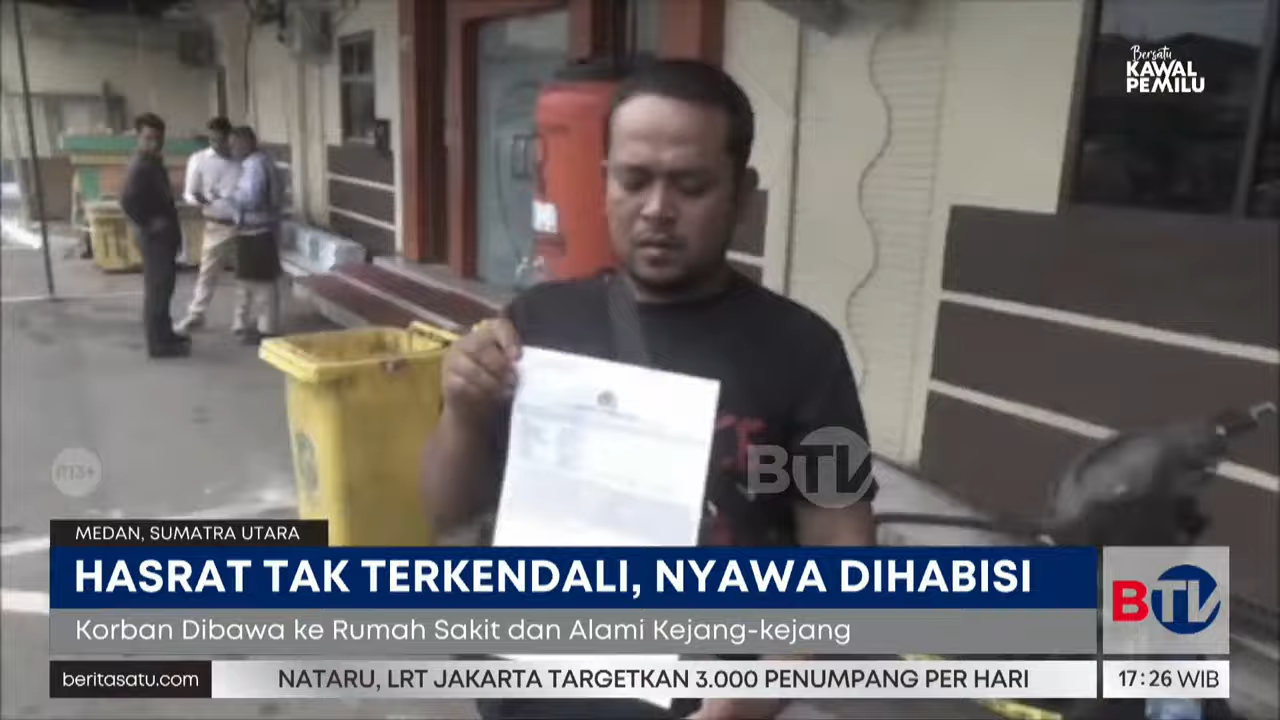 Bersatu
KAWAL
PEMILU
R13+
BTV
MEDAN, SUMATRA UTARA
HASRAT TAK TERKENDALI, NYAWA DIHABISI
Korban Dibawa ke Rumah Sakit dan Alami Kejang-kejang
BTV
beritasatu.com
NATARU, LRT JAKARTA TARGETKAN 3.000 PENUMPANG PER HARI
17:26 WIB